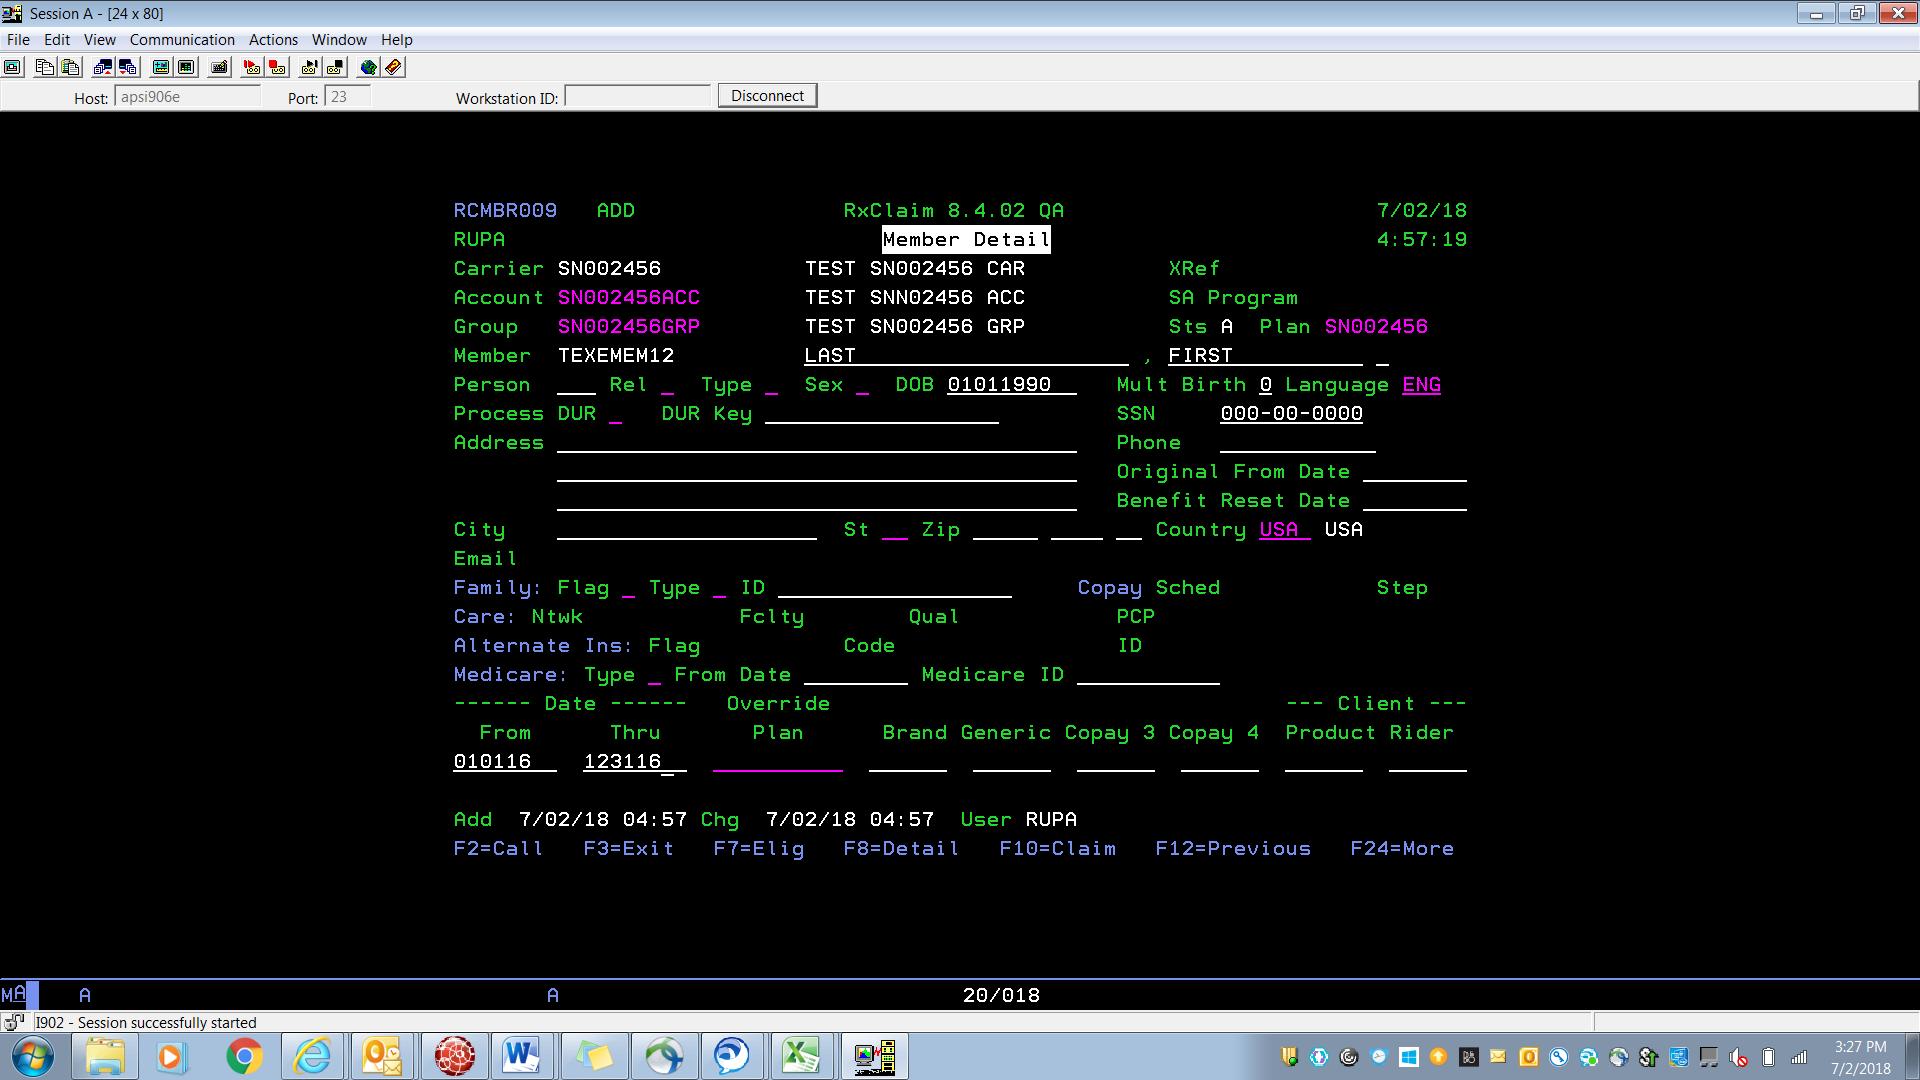 Session A - [24 x 80]
File Edit View Communication Actions Window Help
Host: apsi906e Port: 23 Workstation ID: Disconnect
RCMBR009 ADD RxClaim 8.4.02 QA 7/02/18
RUPA Member Detail 4:57:19
Carrier SN002456 TEST SN002456 CAR XRef
Account SN002456ACC TEST SNN02456 ACC SA Program
Group SN002456GRP TEST SN002456 GRP Sts A Plan SN002456
Member TEXEMEM12 LAST , FIRST
Person Rel Type Sex DOB 01011990 Mult Birth 0 Language ENG
Process DUR DUR Key SSN 000-00-0000
Address Phone
Original From Date
Benefit Reset Date
City St Zip Country USA USA
Email
Family: Flag Type ID Copay Sched Step
Care: Ntwk Fclty Qual PCP
Alternate Ins: Flag Code ID
Medicare: Type From Date Medicare ID
------ Date ------ Override --- Client ---
From Thru Plan Brand Generic Copay 3 Copay 4 Product Rider
010116 123116
Add 7/02/18 04:57 Chg 7/02/18 04:57 User RUPA
F2=Call F3=Exit F7=Elig F8=Detail F10=Claim F12=Previous F24=More
MA A A 20/018
I902 - Session successfully started
3:27 PM
7/2/2018